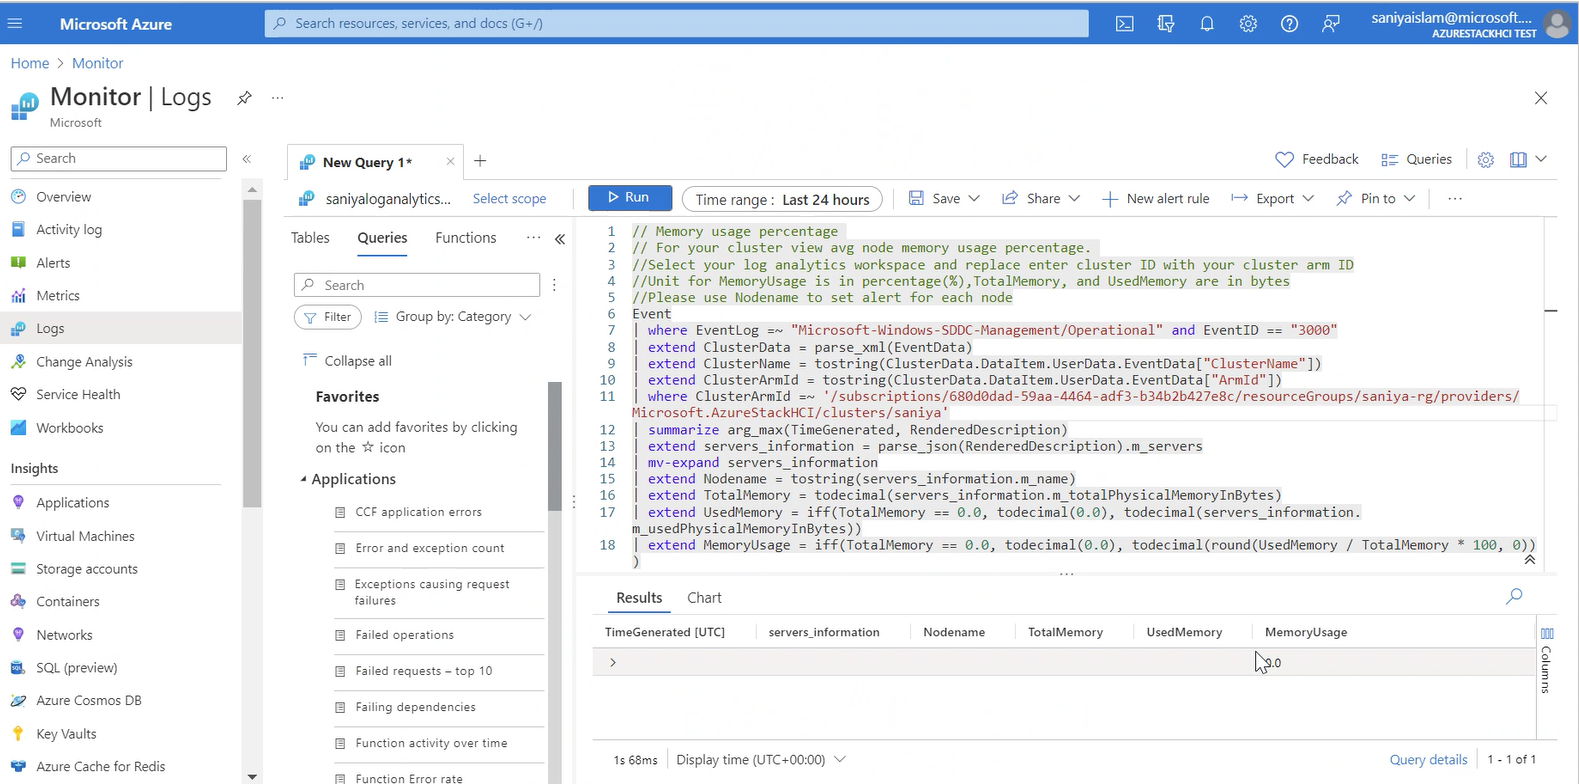 Microsoft Azure
Search resources, services, and docs (G+/)
saniyaislam@microsoft....
AZURESTACKHCI TEST
Home > Monitor
Monitor | Logs
...
Microsoft
Search
«
Overview
Activity log
Alerts
Metrics
Logs
Change Analysis
Service Health
Workbooks
Insights
Applications
Virtual Machines
Storage accounts
Containers
Networks
SQL (preview)
Azure Cosmos DB
Key Vaults
Azure Cache for Redis
New Query 1*
Feedback
Queries
saniyaloganalytics...
Select scope
Run
Time range : Last 24 hours
Save
Share
New alert rule
Export
Pin to
...
Tables
Queries
Functions
...
«
Search
Filter
Group by: Category
Collapse all
Favorites
You can add favorites by clicking
on the ☆ icon
Applications
CCF application errors
Error and exception count
Exceptions causing request
failures
Failed operations
Failed requests – top 10
Failing dependencies
Function activity over time
Function Error rate
1 // Memory usage percentage
2 // For your cluster view avg node memory usage percentage.
3 //Select your log analytics workspace and replace enter cluster ID with your cluster arm ID
4 //Unit for MemoryUsage is in percentage(%),TotalMemory, and UsedMemory are in bytes
5 //Please use Nodename to set alert for each node
6 Event
7 | where EventLog =~ "Microsoft-Windows-SDDC-Management/Operational" and EventID == "3000"
8 | extend ClusterData = parse_xml(EventData)
9 | extend ClusterName = tostring(ClusterData.DataItem.UserData.EventData["ClusterName"])
10 | extend ClusterArmId = tostring(ClusterData.DataItem.UserData.EventData["ArmId"])
11 | where ClusterArmId =~ '/subscriptions/680d0dad-59aa-4464-adf3-b34b2b427e8c/resourceGroups/saniya-rg/providers/
Microsoft.AzureStackHCI/clusters/saniya'
12 | summarize arg_max(TimeGenerated, RenderedDescription)
13 | extend servers_information = parse_json(RenderedDescription).m_servers
14 | mv-expand servers_information
15 | extend Nodename = tostring(servers_information.m_name)
16 | extend TotalMemory = todecimal(servers_information.m_totalPhysicalMemoryInBytes)
17 | extend UsedMemory = iff(TotalMemory == 0.0, todecimal(0.0), todecimal(servers_information.
m_usedPhysicalMemoryInBytes))
18 | extend MemoryUsage = iff(TotalMemory == 0.0, todecimal(0.0), todecimal(round(UsedMemory / TotalMemory * 100, 0))
)
...
Results
Chart
TimeGenerated [UTC]
servers_information
Nodename
TotalMemory
UsedMemory
MemoryUsage
0.0
Columns
1s 68ms
Display time (UTC+00:00)
Query details
1 - 1 of 1